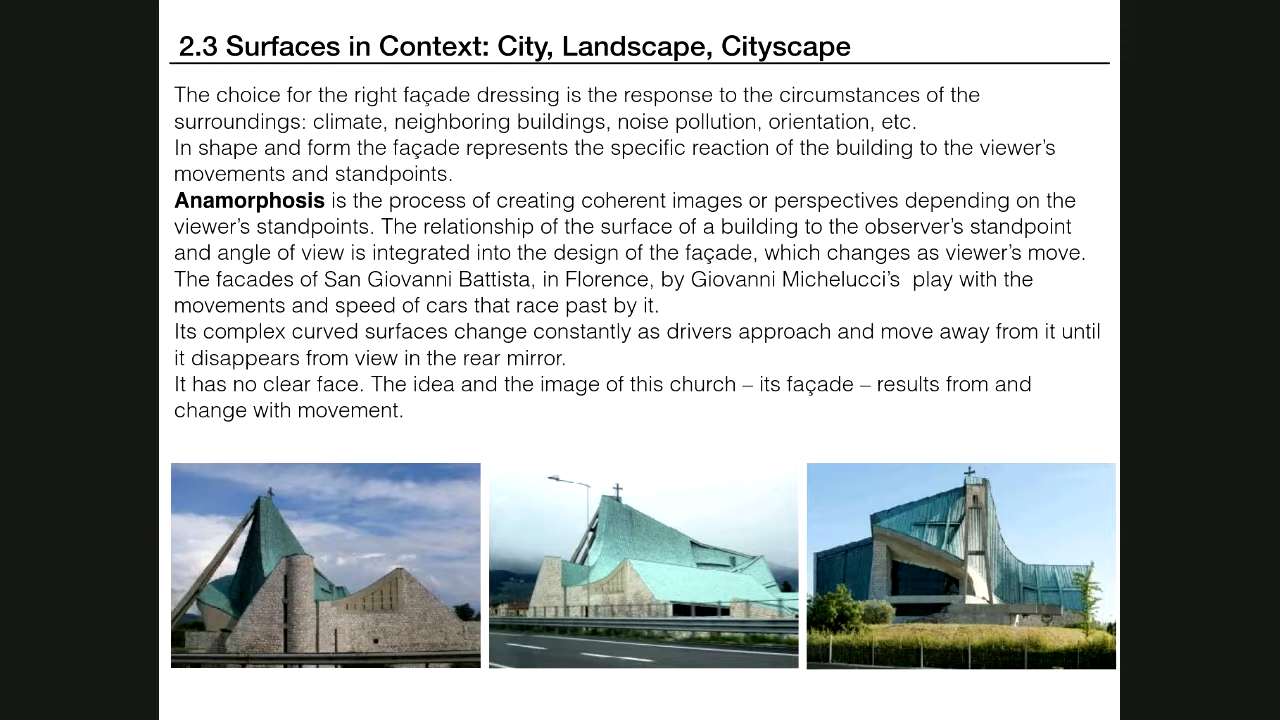 2.3 Surfaces in Context: City, Landscape, Cityscape
The choice for the right façade dressing is the response to the circumstances of the
surroundings: climate, neighboring buildings, noise pollution, orientation, etc.
In shape and form the façade represents the specific reaction of the building to the viewer's
movements and standpoints.
Anamorphosis is the process of creating coherent images or perspectives depending on the
viewer's standpoints. The relationship of the surface of a building to the observer's standpoint
and angle of view is integrated into the design of the façade, which changes as viewer's move.
The facades of San Giovanni Battista, in Florence, by Giovanni Michelucci's  play with the
movements and speed of cars that race past by it.
Its complex curved surfaces change constantly as drivers approach and move away from it until
it disappears from view in the rear mirror.
It has no clear face. The idea and the image of this church – its façade – results from and
change with movement.